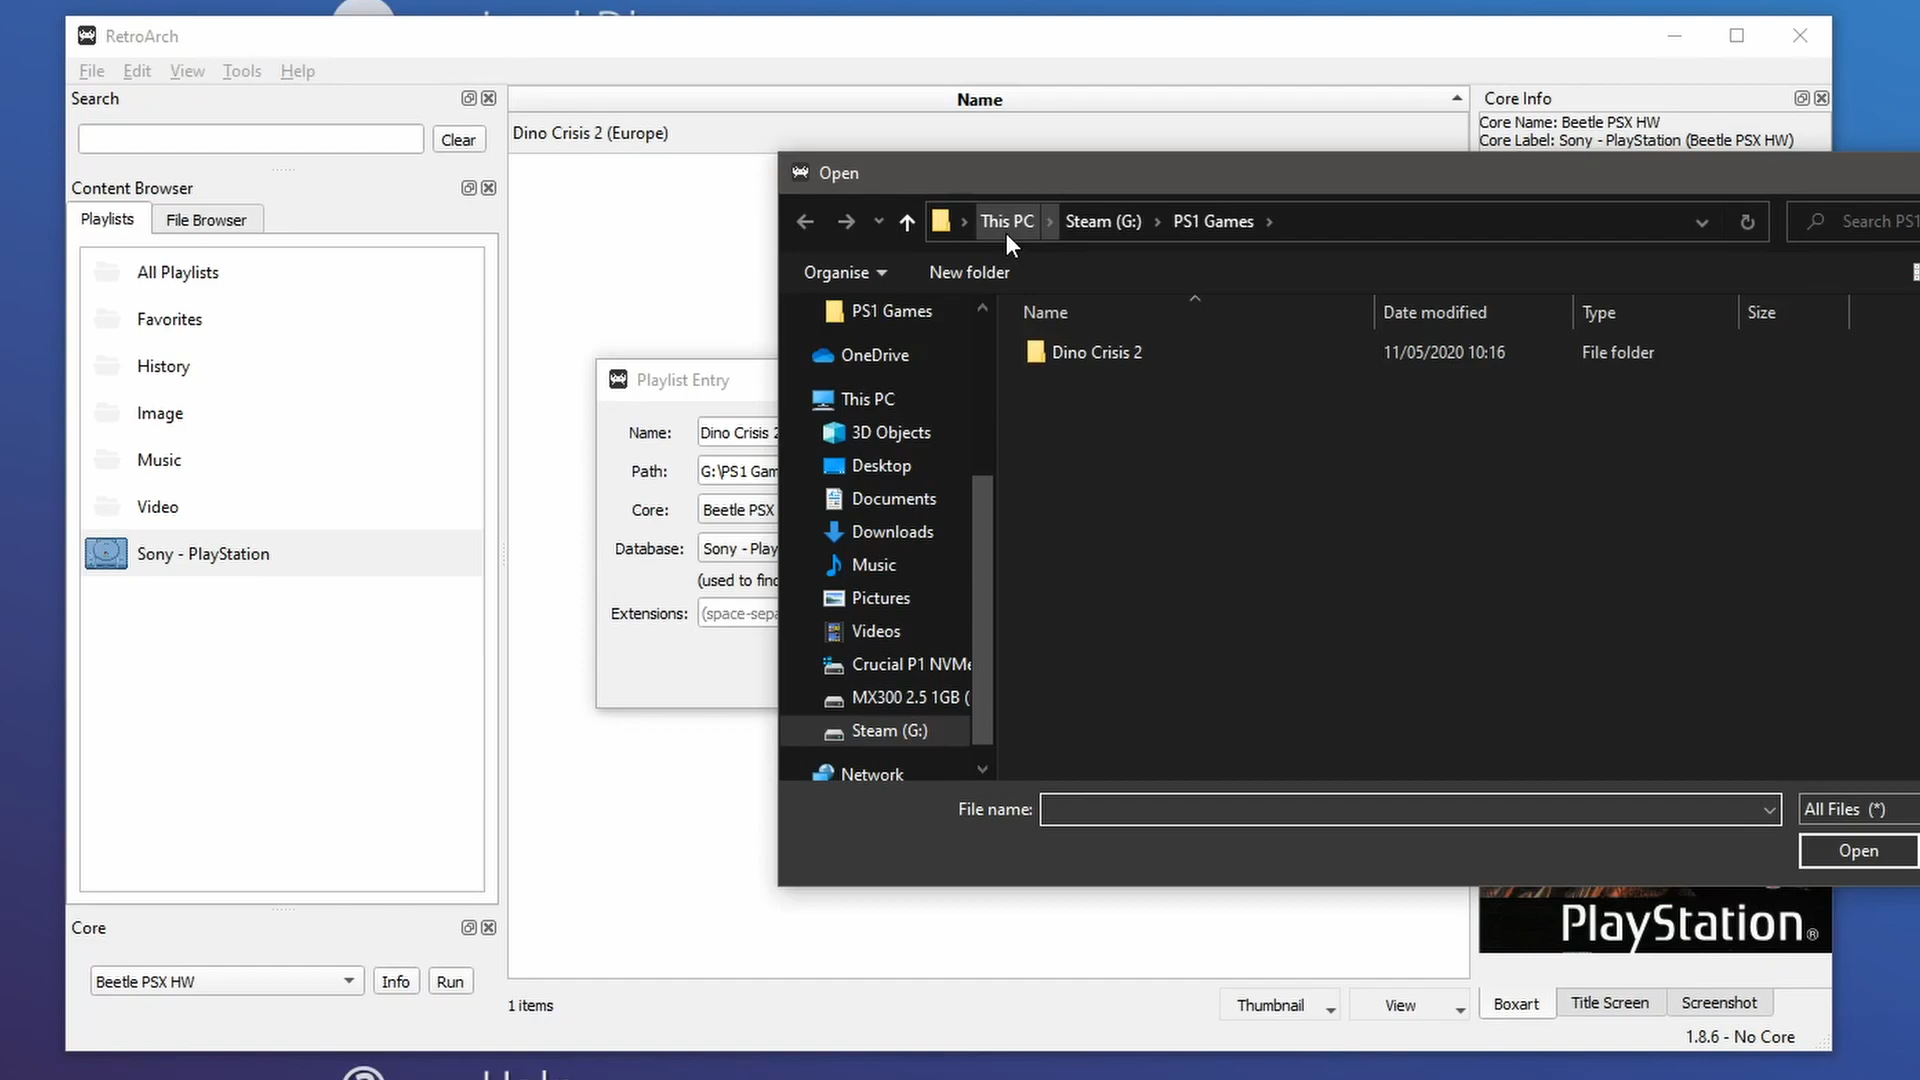 RetroArch
File Edit View Tools Help
Search
Clear
Content Browser
Playlists File Browser
All Playlists
Favorites
History
Image
Music
Video
Sony - PlayStation
Core
Beetle PSX HW Info Run
Name
Dino Crisis 2 (Europe)
1 items
Thumbnail View
Core Info
Core Name: Beetle PSX HW
Core Label: Sony - PlayStation (Beetle PSX HW)
Playlist Entry
Name: Dino Crisis 2
Path: G:\PS1 Gam
Core: Beetle PSX
Database: Sony - Play
(used to find
Extensions: (space-sepa
Open
This PC Steam (G:) PS1 Games
Search PS1
Organise New folder
PS1 Games
OneDrive
This PC
3D Objects
Desktop
Documents
Downloads
Music
Pictures
Videos
Crucial P1 NVMe
MX300 2.5 1GB (
Steam (G:)
Network
Name Date modified Type Size
Dino Crisis 2 11/05/2020 10:16 File folder
File name:
All Files (*)
Open
PlayStation®
Boxart Title Screen Screenshot
1.8.6 - No Core